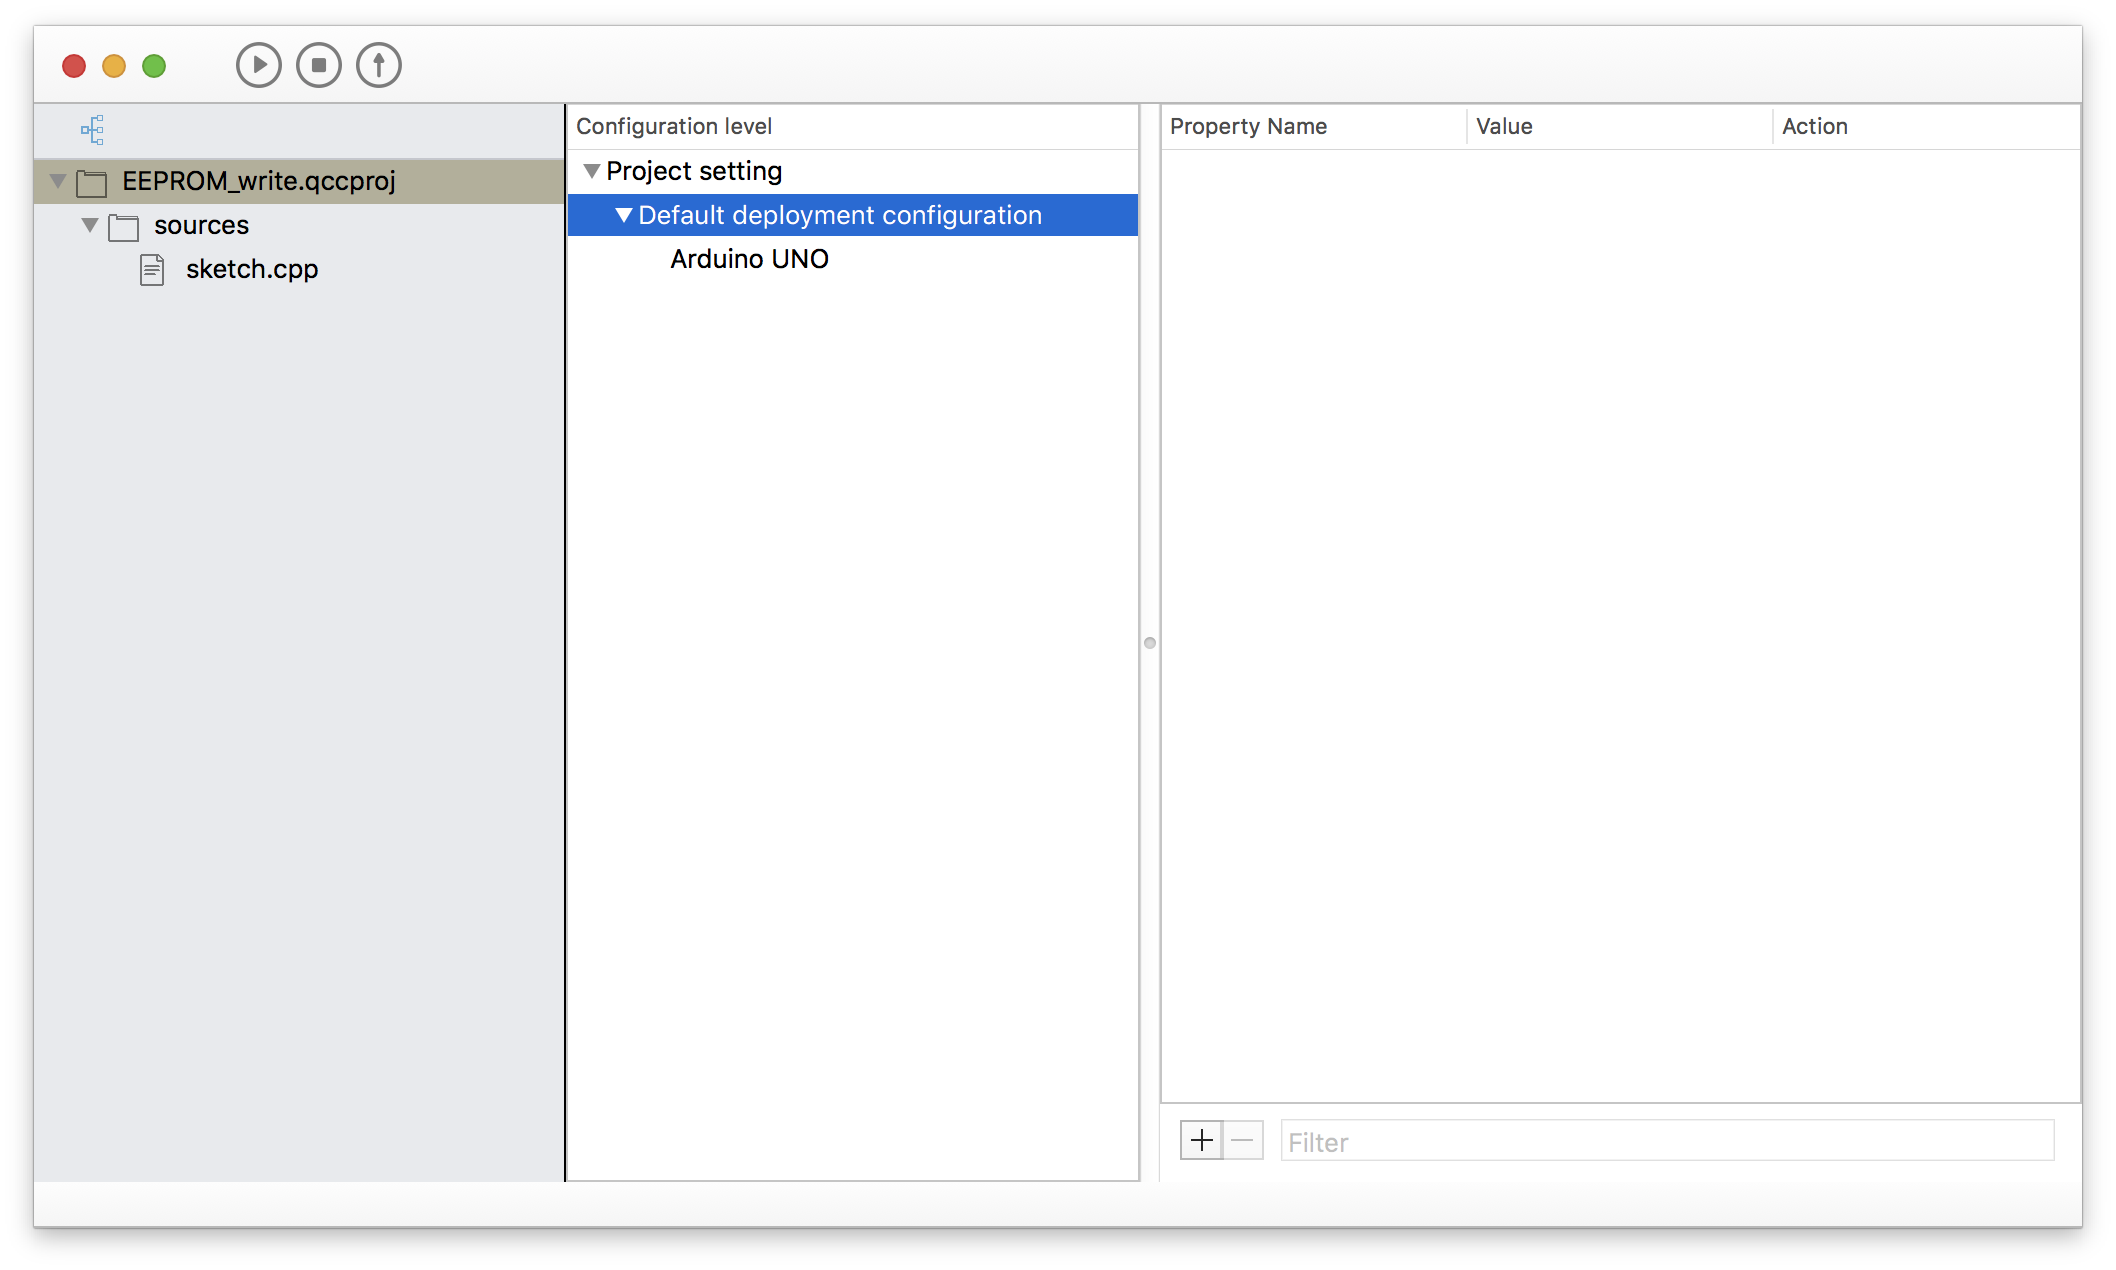 Configuration level
Property Name
Value
Action
EEPROM_write.qccproj
sources
sketch.cpp
Project setting
Default deployment configuration
Arduino UNO
Filter